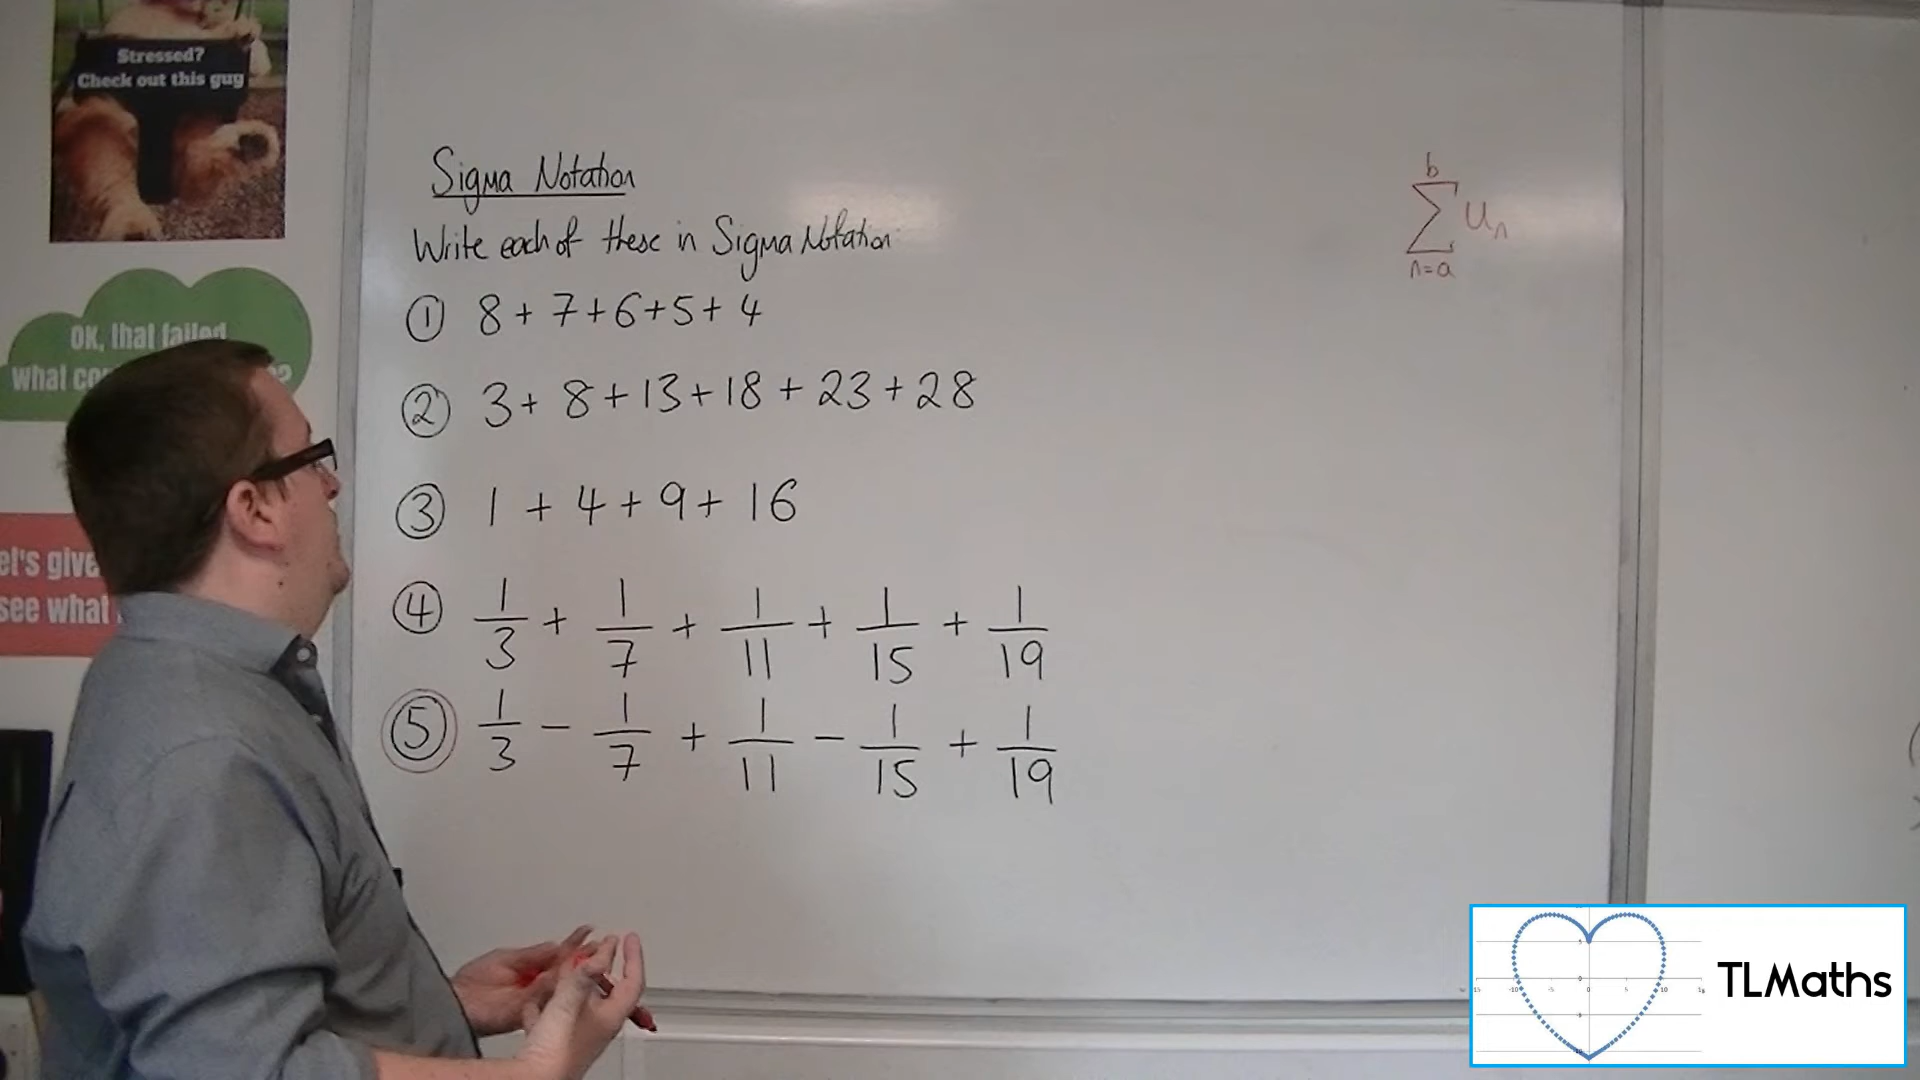 Stressed?
Check out this gug
OK, that failed
what
let's give
see what
Sigma Notation
Write each of these in Sigma Notation
① 8 + 7 + 6 + 5 + 4
② 3 + 8 + 13 + 18 + 23 + 28
③ 1 + 4 + 9 + 16
④ 1/3 + 1/7 + 1/11 + 1/15 + 1/19
⑤ 1/3 - 1/7 + 1/11 - 1/15 + 1/19
b
∑ uₙ
n=a
TLMaths